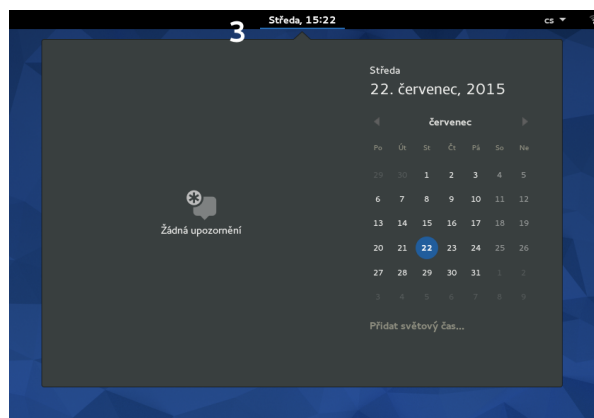 3
Středa, 15:22
cs
Středa
22. červenec, 2015
červenec
Po Út St Čt Pá So Ne
29 30 1 2 3 4 5
6 7 8 9 10 11 12
13 14 15 16 17 18 19
20 21 22 23 24 25 26
27 28 29 30 31 1 2
3 4 5 6 7 8 9
Žádná upozornění
Přidat světový čas...